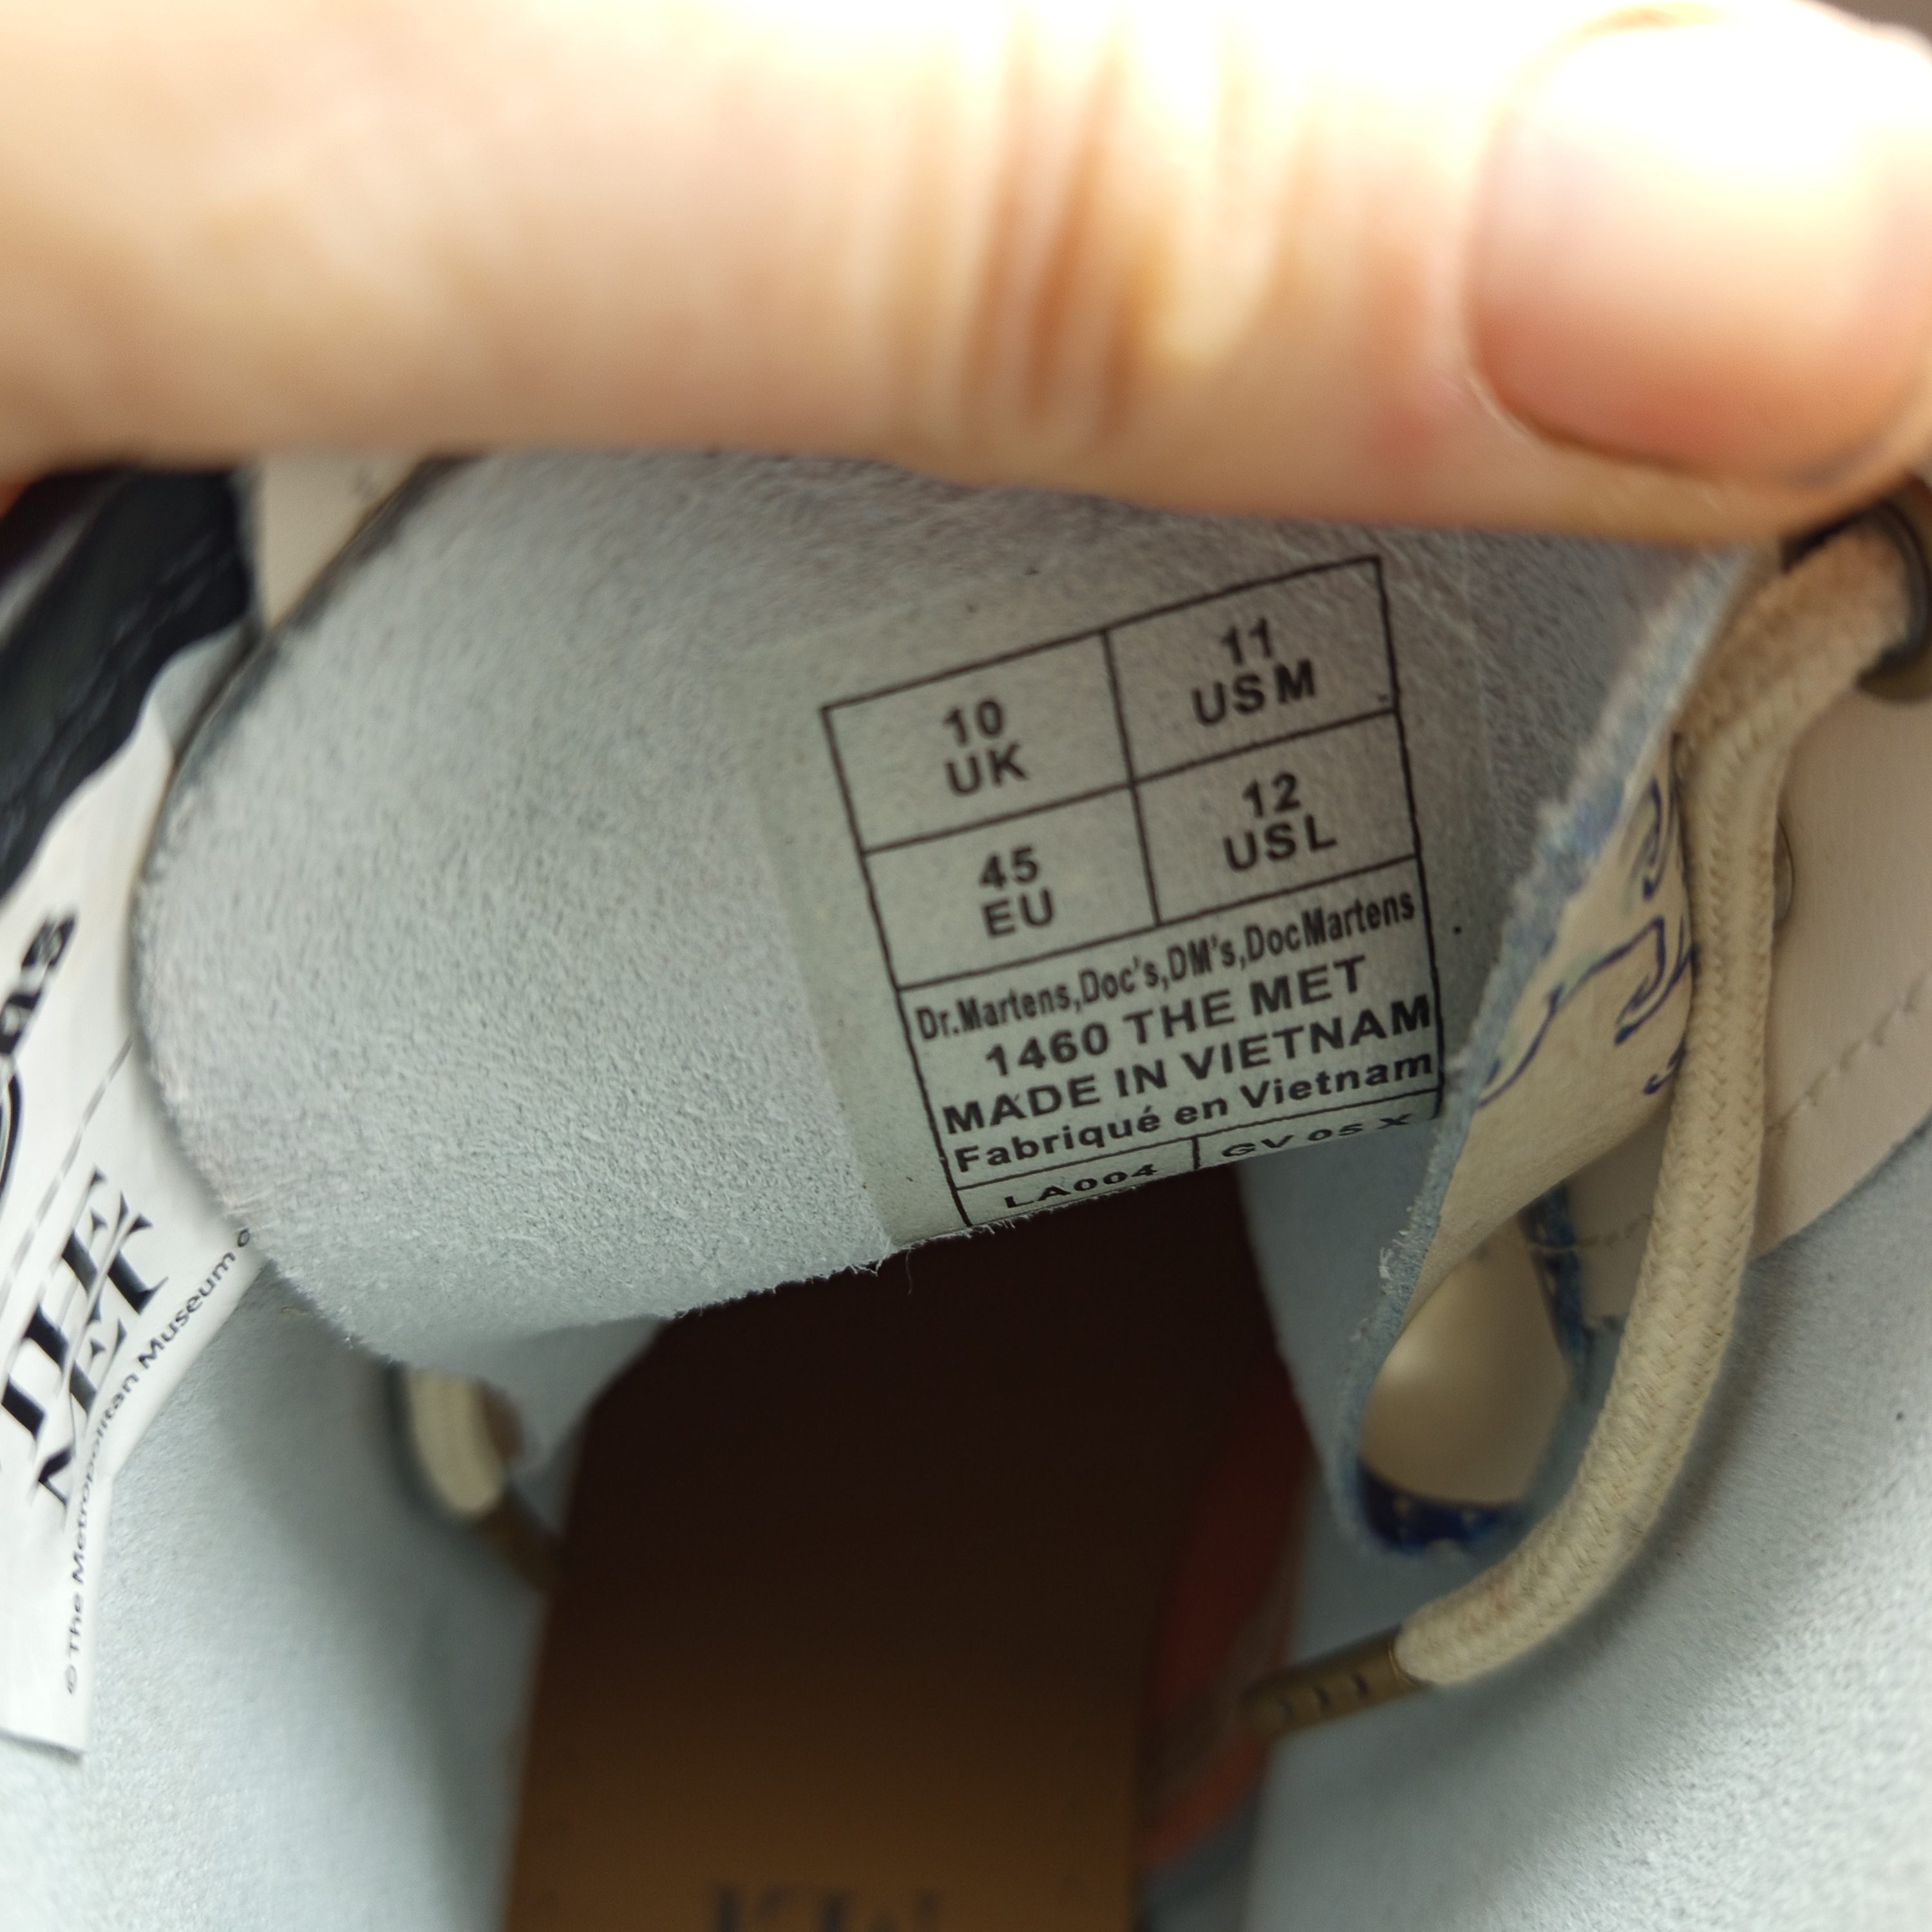 10
UK
11
USM
45
EU
12
USL
Dr.Martens,Doc's,DM's,DocMartens
1460 THE MET
MADE IN VIETNAM
Fabriqué en Vietnam
LA004
GV 05 X
THE
MET
©The Metropolitan Museum